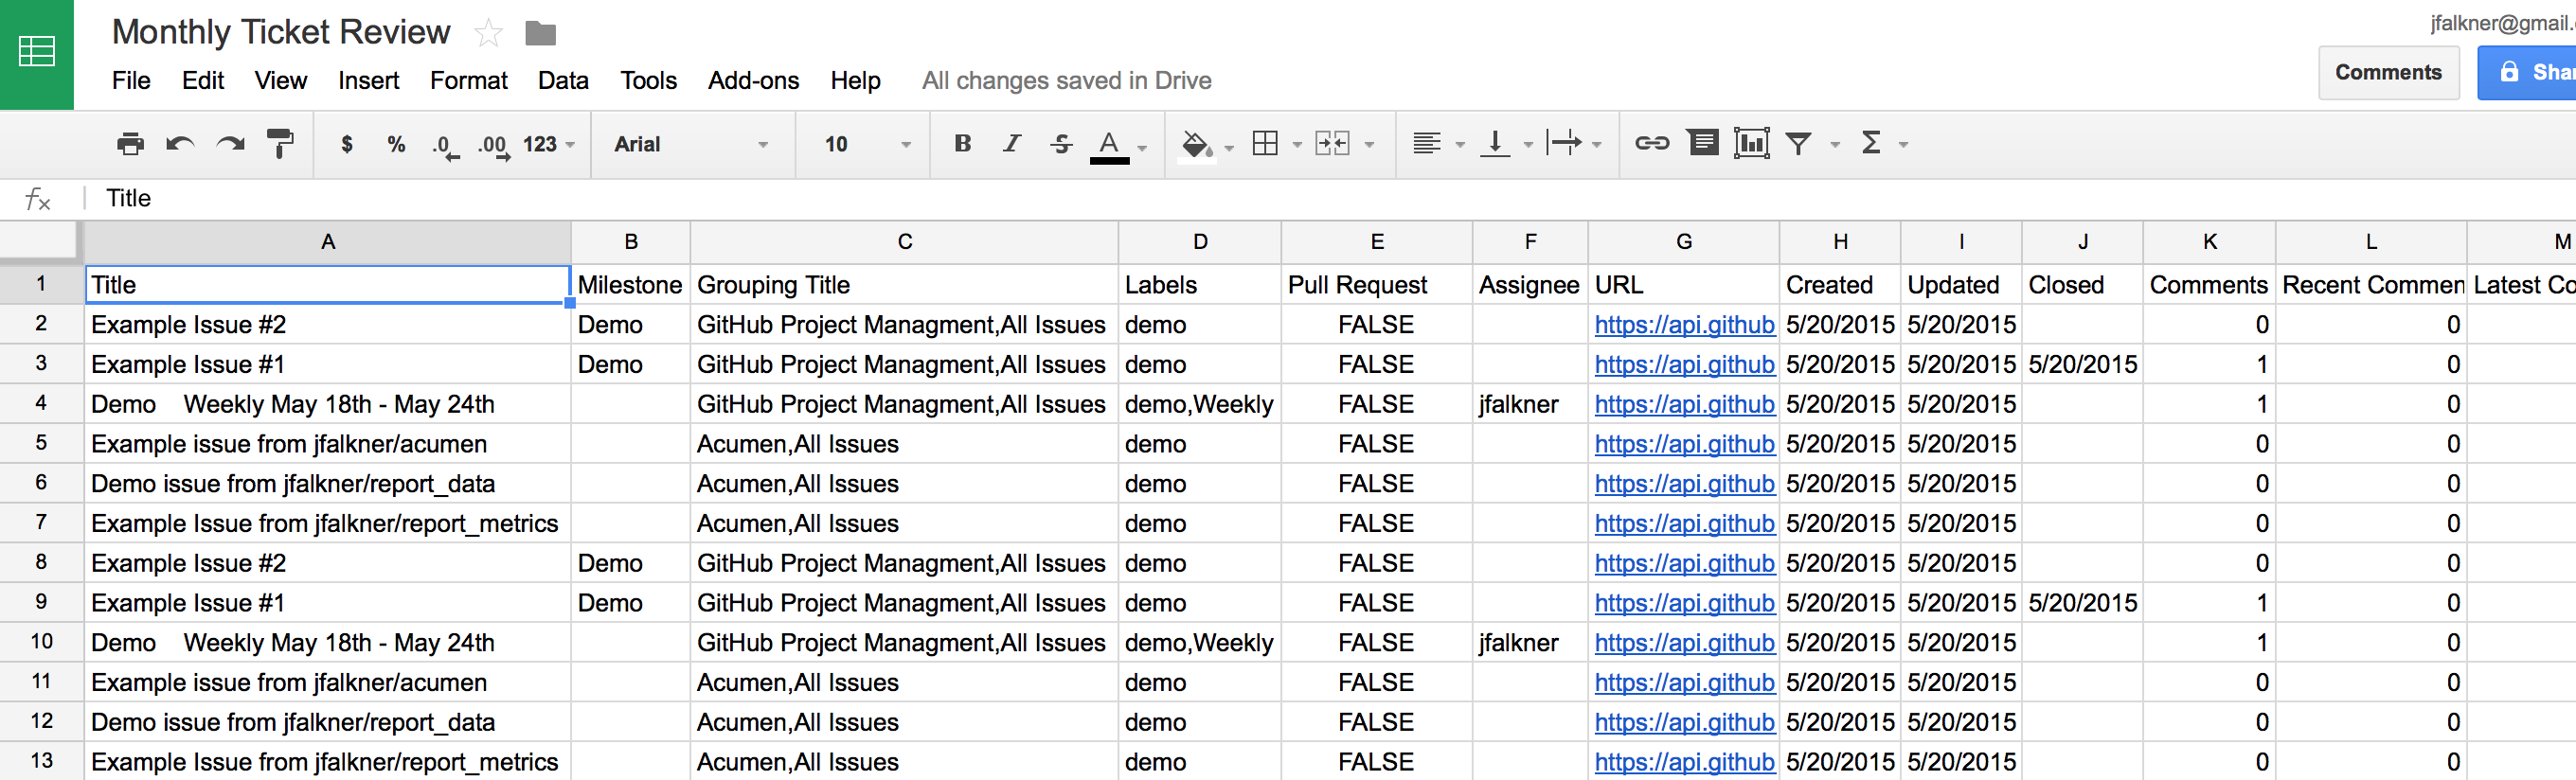 Monthly Ticket Review
jfalkner@gmail.
File Edit View Insert Format Data Tools Add-ons Help All changes saved in Drive
Comments Shar
$ % .0 .00 123 Arial 10 B I S A Σ
fx Title
A B C D E F G H I J K L M
1 Title Milestone Grouping Title Labels Pull Request Assignee URL Created Updated Closed Comments Recent Commen Latest Co
2 Example Issue #2 Demo GitHub Project Managment,All Issues demo FALSE https://api.github 5/20/2015 5/20/2015 0 0
3 Example Issue #1 Demo GitHub Project Managment,All Issues demo FALSE https://api.github 5/20/2015 5/20/2015 5/20/2015 1 0
4 Demo Weekly May 18th - May 24th GitHub Project Managment,All Issues demo,Weekly FALSE jfalkner https://api.github 5/20/2015 5/20/2015 1 0
5 Example issue from jfalkner/acumen Acumen,All Issues demo FALSE https://api.github 5/20/2015 5/20/2015 0 0
6 Demo issue from jfalkner/report_data Acumen,All Issues demo FALSE https://api.github 5/20/2015 5/20/2015 0 0
7 Example Issue from jfalkner/report_metrics Acumen,All Issues demo FALSE https://api.github 5/20/2015 5/20/2015 0 0
8 Example Issue #2 Demo GitHub Project Managment,All Issues demo FALSE https://api.github 5/20/2015 5/20/2015 0 0
9 Example Issue #1 Demo GitHub Project Managment,All Issues demo FALSE https://api.github 5/20/2015 5/20/2015 5/20/2015 1 0
10 Demo Weekly May 18th - May 24th GitHub Project Managment,All Issues demo,Weekly FALSE jfalkner https://api.github 5/20/2015 5/20/2015 1 0
11 Example issue from jfalkner/acumen Acumen,All Issues demo FALSE https://api.github 5/20/2015 5/20/2015 0 0
12 Demo issue from jfalkner/report_data Acumen,All Issues demo FALSE https://api.github 5/20/2015 5/20/2015 0 0
13 Example Issue from jfalkner/report_metrics Acumen,All Issues demo FALSE https://api.github 5/20/2015 5/20/2015 0 0